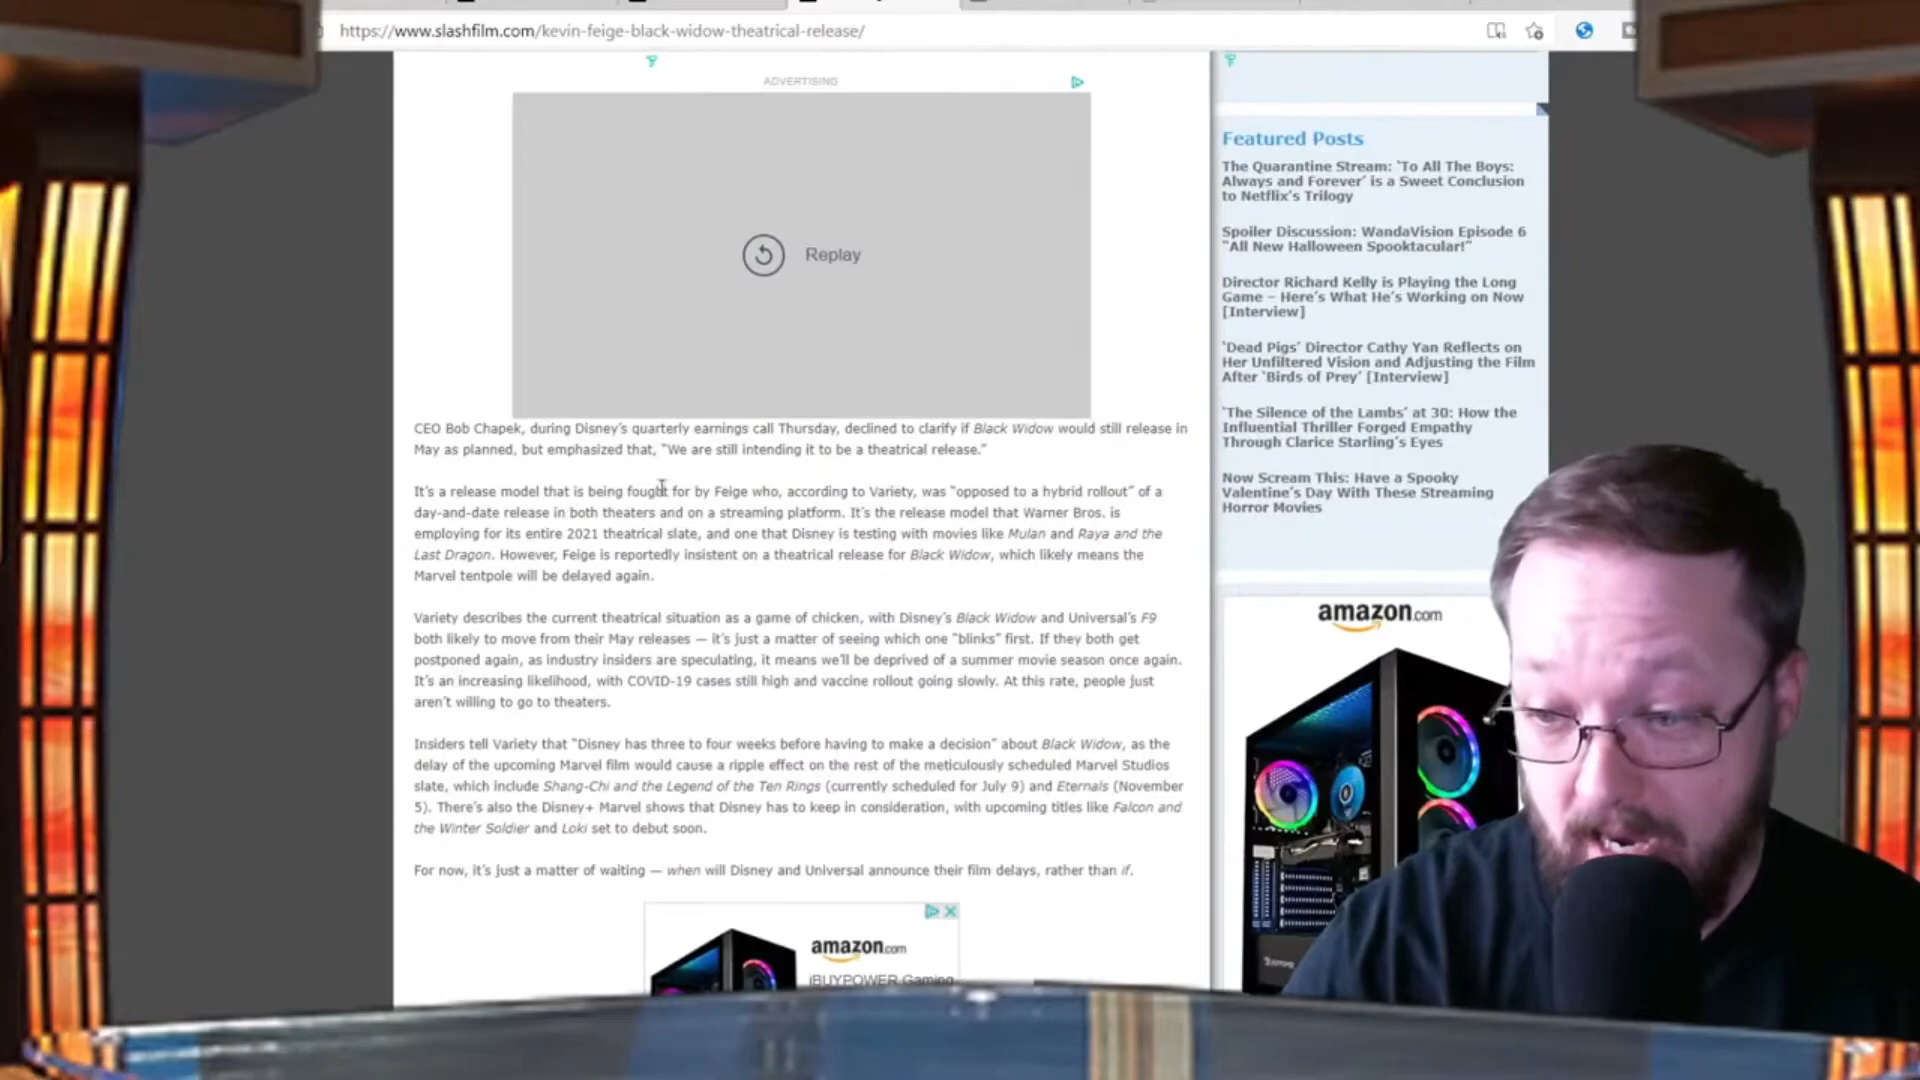 https://www.slashfilm.com/kevin-feige-black-widow-theatrical-release/
ADVERTISING
Replay
CEO Bob Chapek, during Disney's quarterly earnings call Thursday, declined to clarify if Black Widow would still release in
May as planned, but emphasized that, "We are still intending it to be a theatrical release."
It's a release model that is being fought for by Feige who, according to Variety, was "opposed to a hybrid rollout" of a
day-and-date release in both theaters and on a streaming platform. It's the release model that Warner Bros. is
employing for its entire 2021 theatrical slate, and one that Disney is testing with movies like Mulan and Raya and the
Last Dragon. However, Feige is reportedly insistent on a theatrical release for Black Widow, which likely means the
Marvel tentpole will be delayed again.
Variety describes the current theatrical situation as a game of chicken, with Disney's Black Widow and Universal's F9
both likely to move from their May releases — it's just a matter of seeing which one "blinks" first. If they both get
postponed again, as industry insiders are speculating, it means we'll be deprived of a summer movie season once again.
It's an increasing likelihood, with COVID-19 cases still high and vaccine rollout going slowly. At this rate, people just
aren't willing to go to theaters.
Insiders tell Variety that "Disney has three to four weeks before having to make a decision" about Black Widow, as the
delay of the upcoming Marvel film would cause a ripple effect on the rest of the meticulously scheduled Marvel Studios
slate, which include Shang-Chi and the Legend of the Ten Rings (currently scheduled for July 9) and Eternals (November
5). There's also the Disney+ Marvel shows that Disney has to keep in consideration, with upcoming titles like Falcon and
the Winter Soldier and Loki set to debut soon.
For now, it's just a matter of waiting — when will Disney and Universal announce their film delays, rather than if.
amazon.com
iBUYPOWER Gaming
Featured Posts
The Quarantine Stream: 'To All The Boys:
Always and Forever' is a Sweet Conclusion
to Netflix's Trilogy
Spoiler Discussion: WandaVision Episode 6
"All New Halloween Spooktacular!"
Director Richard Kelly is Playing the Long
Game – Here's What He's Working on Now
[Interview]
'Dead Pigs' Director Cathy Yan Reflects on
Her Unfiltered Vision and Adjusting the Film
After 'Birds of Prey' [Interview]
'The Silence of the Lambs' at 30: How the
Influential Thriller Forged Empathy
Through Clarice Starling's Eyes
Now Scream This: Have a Spooky
Valentine's Day With These Streaming
Horror Movies
amazon.com